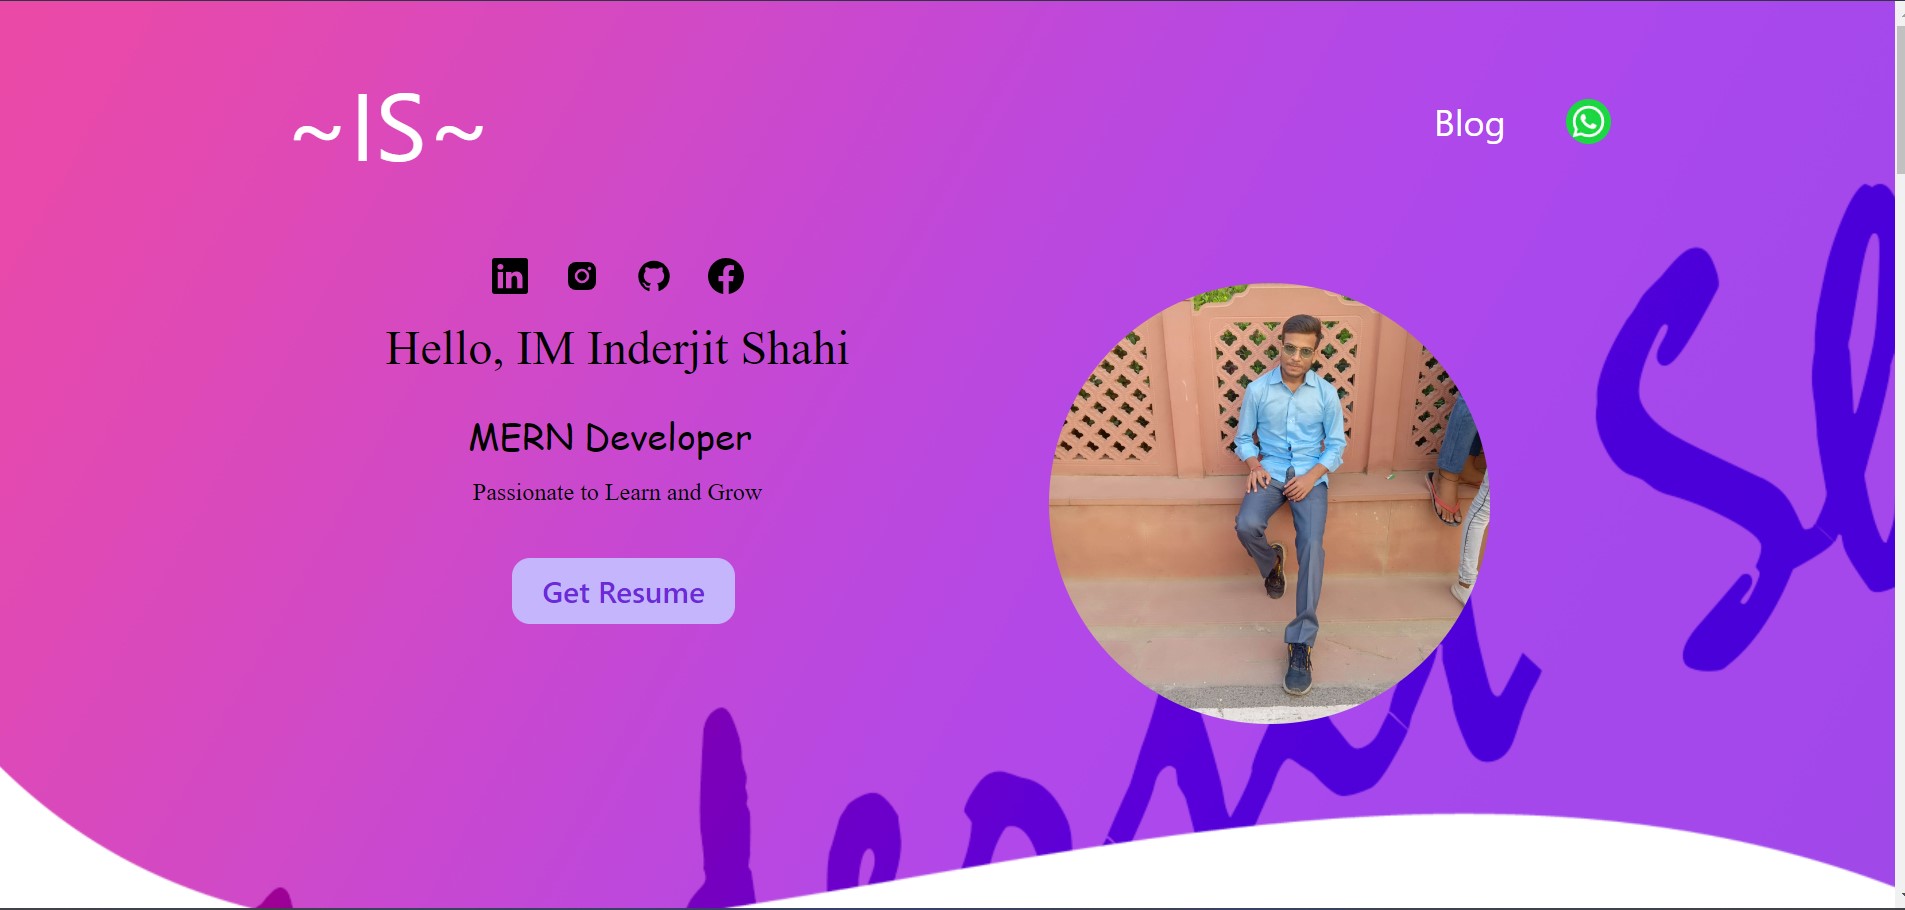 ~IS~
Blog
Hello, IM Inderjit Shahi
MERN Developer
Passionate to Learn and Grow
Get Resume